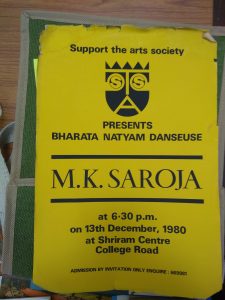 Support the arts society
PRESENTS
BHARATA NATYAM DANSEUSE
M.K. SAROJA
at 6·30 p.m.
on 13th December, 1980
at Shriram Centre
College Road
ADMISSION BY INVITATION ONLY ENQUIRE :